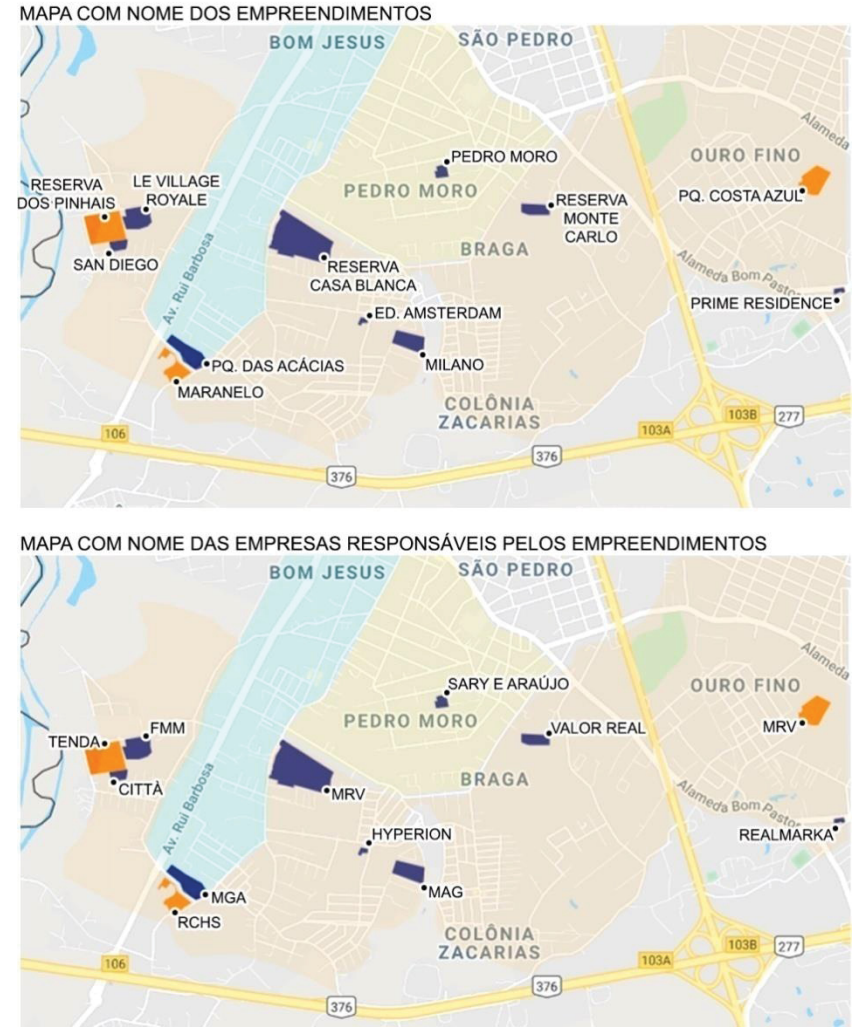 MAPA COM NOME DOS EMPREENDIMENTOS
BOM JESUS
SÃO PEDRO
Alameda
OURO FINO
PEDRO MORO
LE VILLAGE
ROYALE
RESERVA
DOS PINHAIS
PEDRO MORO
PQ. COSTA AZUL
RESERVA
MONTE
CARLO
Av. Rui Barbosa
SAN DIEGO
BRAGA
RESERVA
CASA BLANCA
Alameda Bom Pastor
PRIME RESIDENCE
ED. AMSTERDAM
PQ. DAS ACÁCIAS
MILANO
MARANELO
COLÔNIA
ZACARIAS
103B
277
106
103A
376
376
MAPA COM NOME DAS EMPRESAS RESPONSÁVEIS PELOS EMPREENDIMENTOS
BOM JESUS
SÃO PEDRO
Alameda
OURO FINO
SARY E ARAÚJO
PEDRO MORO
FMM
VALOR REAL
MRV
TENDA
Av. Rui Barbosa
CITTÀ
BRAGA
MRV
Alameda Bom Pastor
HYPERION
REALMARKA
MGA
MAG
RCHS
COLÔNIA
ZACARIAS
103B
277
106
103A
376
376